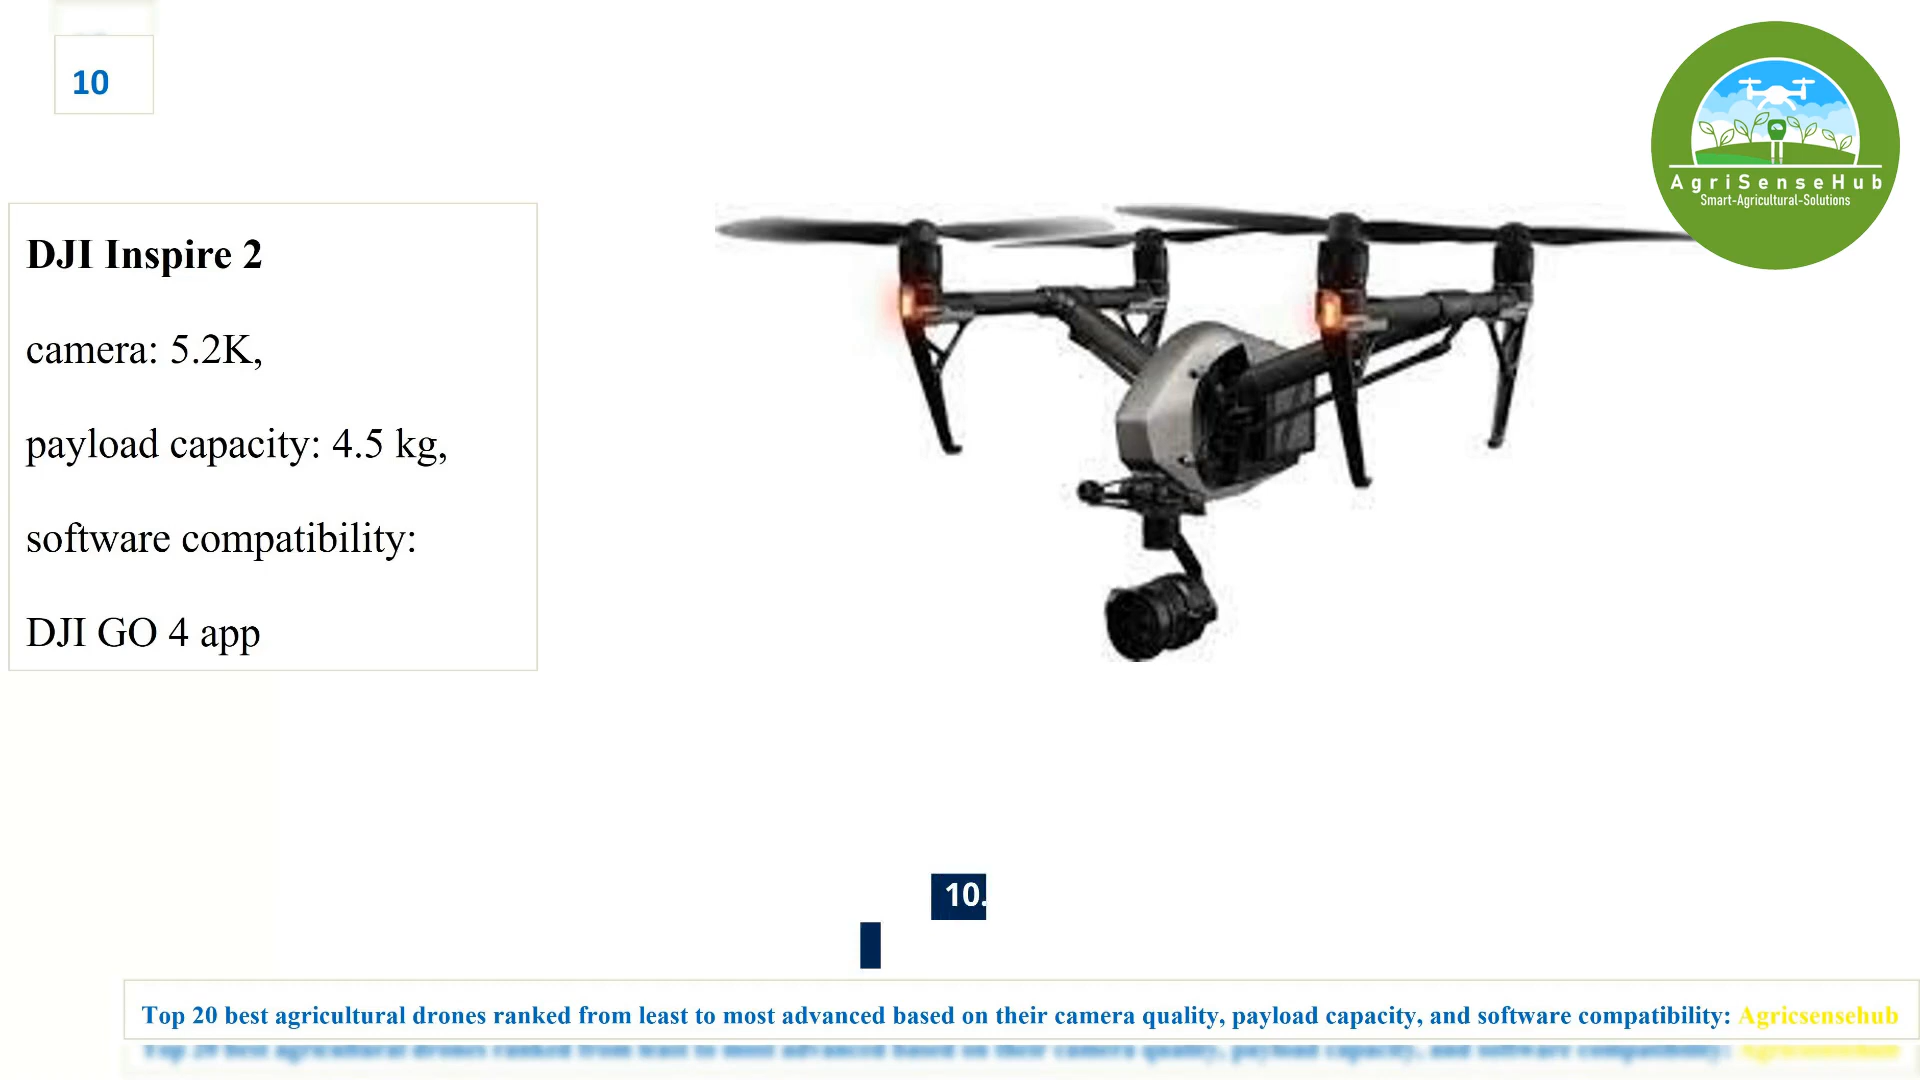 10
AgriSenseHub
Smart-Agricultural-Solutions
DJI Inspire 2
camera: 5.2K,
payload capacity: 4.5 kg,
software compatibility:
DJI GO 4 app
10.
Top 20 best agricultural drones ranked from least to most advanced based on their camera quality, payload capacity, and software compatibility: Agricsensehub